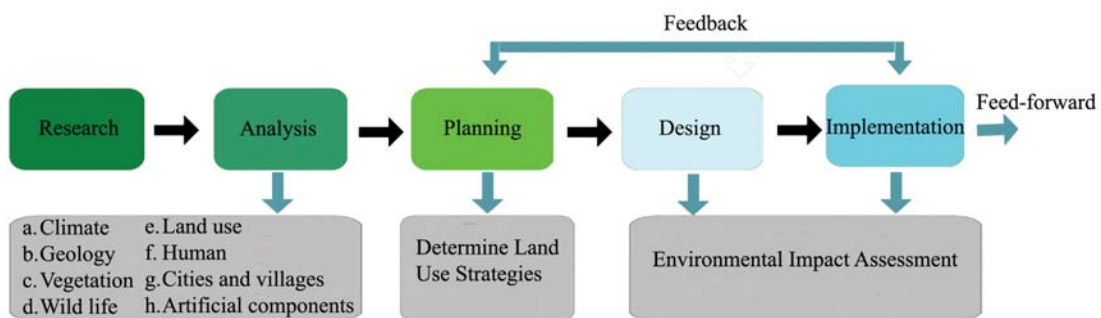 Feedback
Research
Analysis
Planning
Design
Implementation
Feed-forward
a. Climate
b. Geology
c. Vegetation
d. Wild life
e. Land use
f. Human
g. Cities and villages
h. Artificial components
Determine Land
Use Strategies
Environmental Impact Assessment